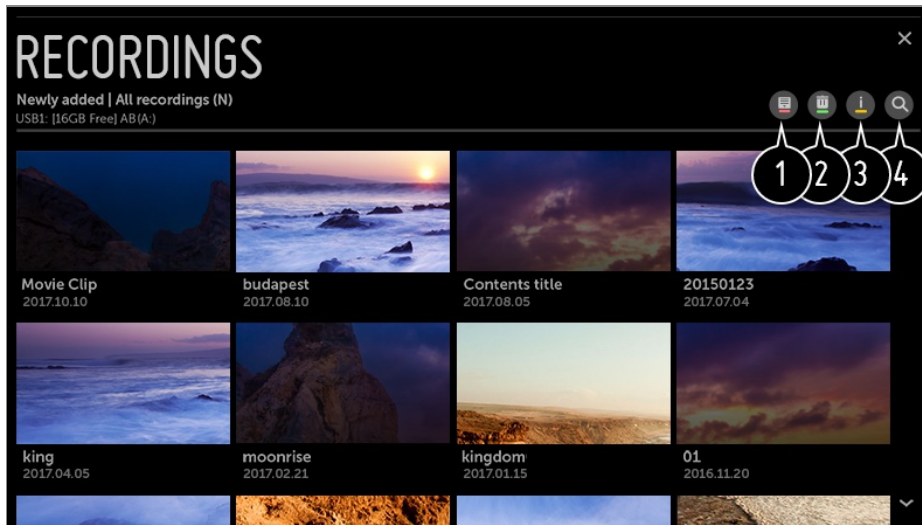 RECORDINGS
Newly added | All recordings (N)
USB1: [16GB Free] AB(A:)
i
1 2 3 4
Movie Clip budapest Contents title 20150123
2017.10.10 2017.08.10 2017.08.05 2017.07.04
king moonrise kingdom 01
2017.04.05 2017.02.21 2017.01.15 2016.11.20